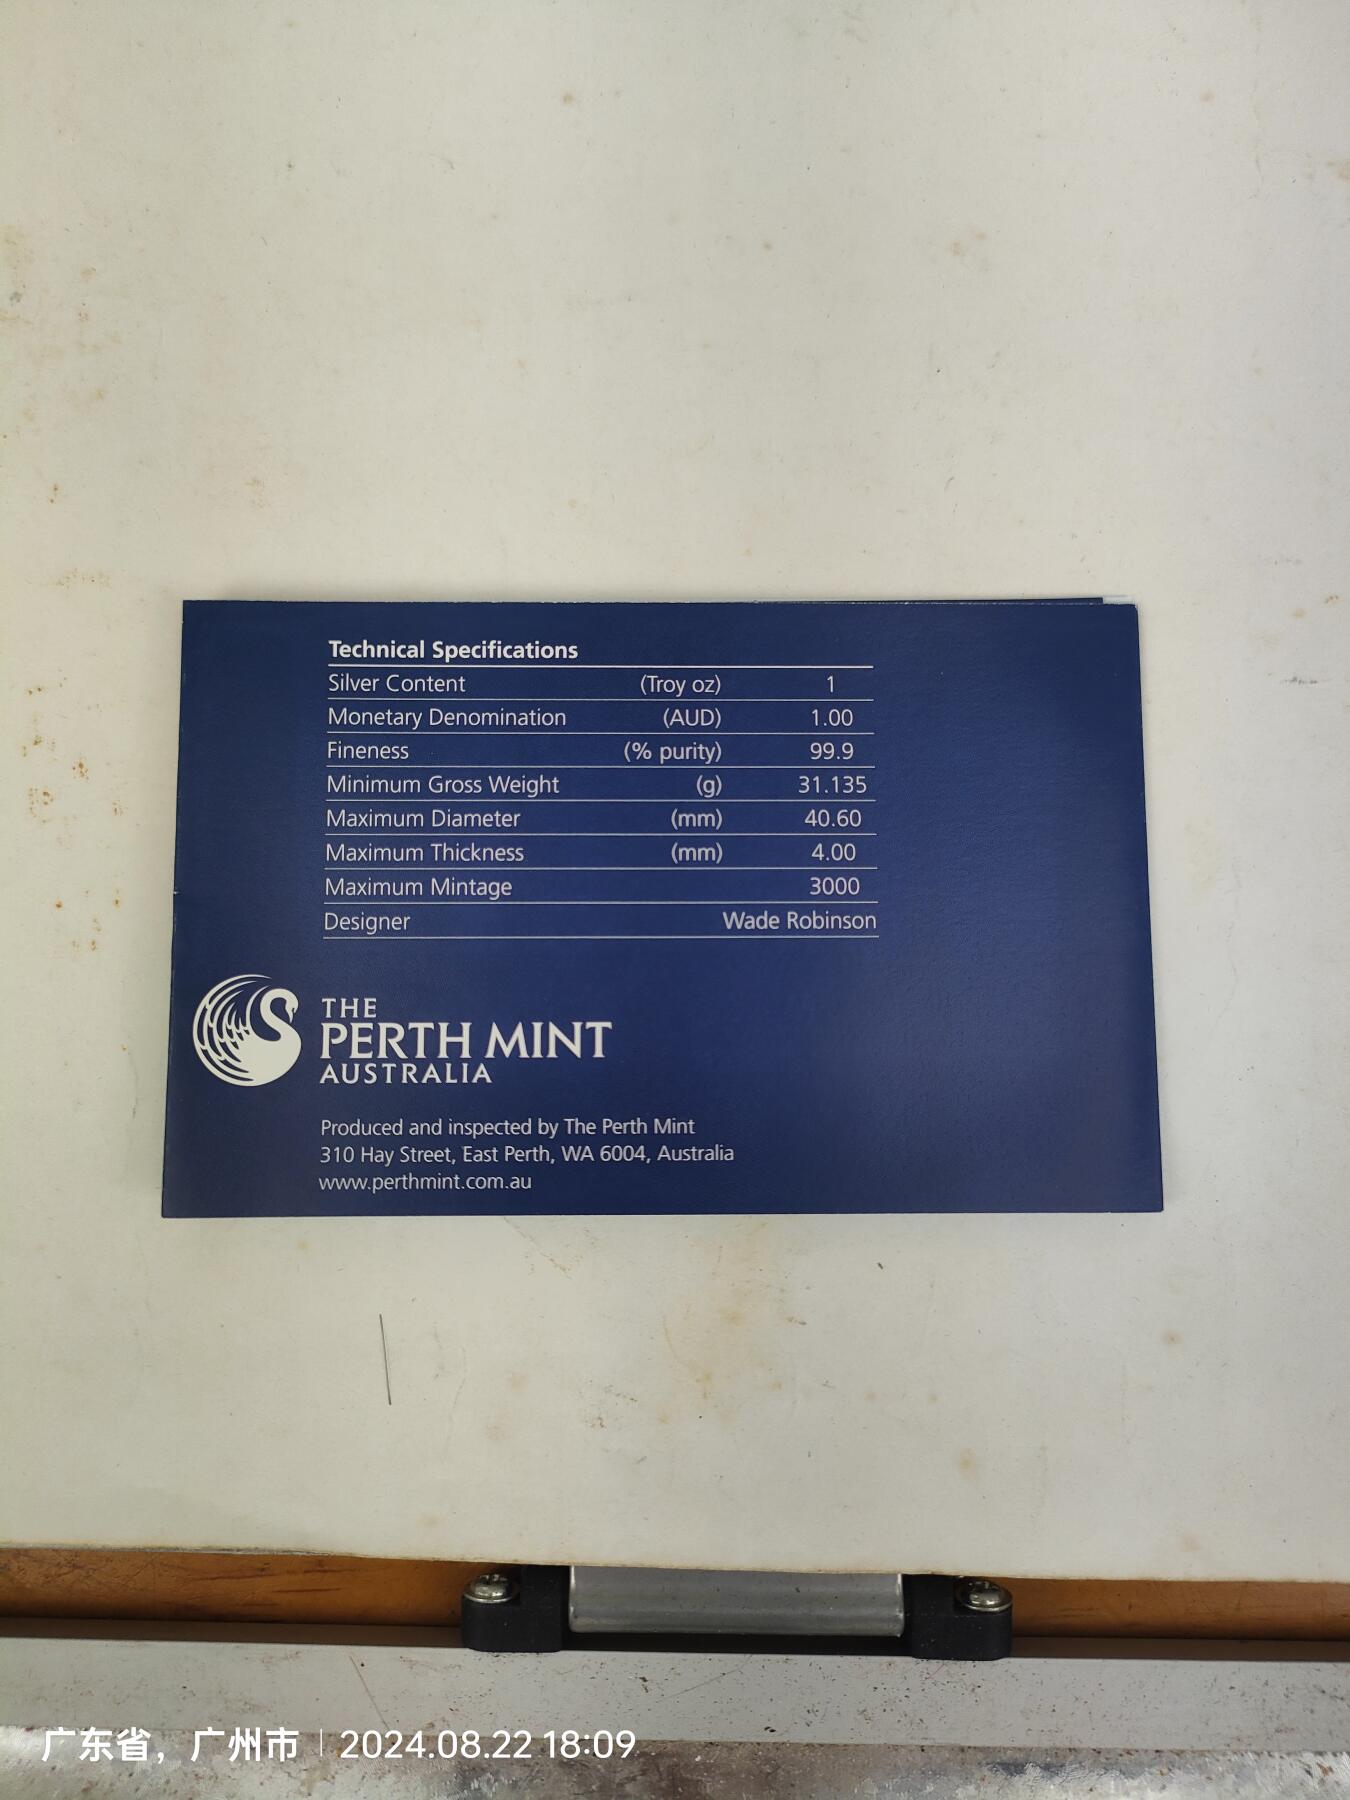 Technical Specifications
Silver Content (Troy oz) 1
Monetary Denomination (AUD) 1.00
Fineness (% purity) 99.9
Minimum Gross Weight (g) 31.135
Maximum Diameter (mm) 40.60
Maximum Thickness (mm) 4.00
Maximum Mintage 3000
Designer Wade Robinson
THE
PERTH MINT
AUSTRALIA
Produced and inspected by The Perth Mint
310 Hay Street, East Perth, WA 6004, Australia
www.perthmint.com.au
广东省，广州市 | 2024.08.22 18:09